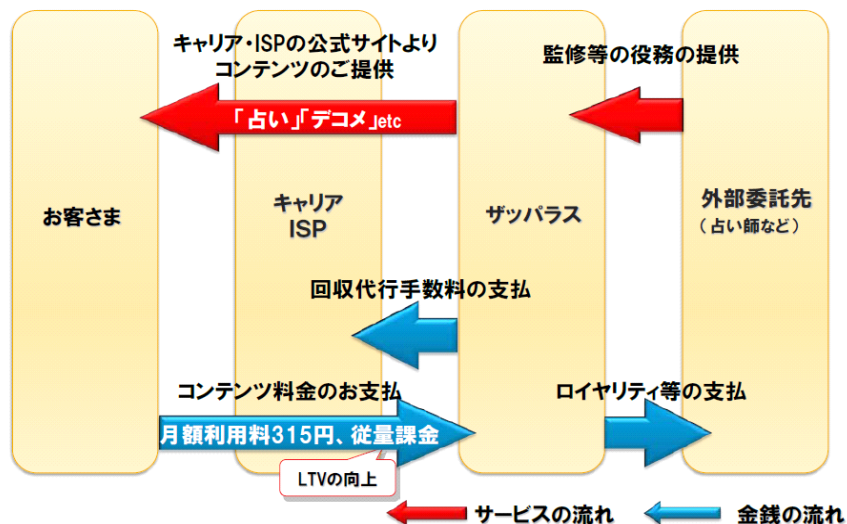 キャリア・ISPの公式サイトより
コンテンツのご提供
監修等の役務の提供
「占い」「デコメ」etc
お客さま
キャリア
ISP
ザッパラス
外部委託先
（占い師など）
回収代行手数料の支払
コンテンツ料金のお支払
ロイヤリティ等の支払
月額利用料315円、従量課金
LTVの向上
サービスの流れ
金銭の流れ